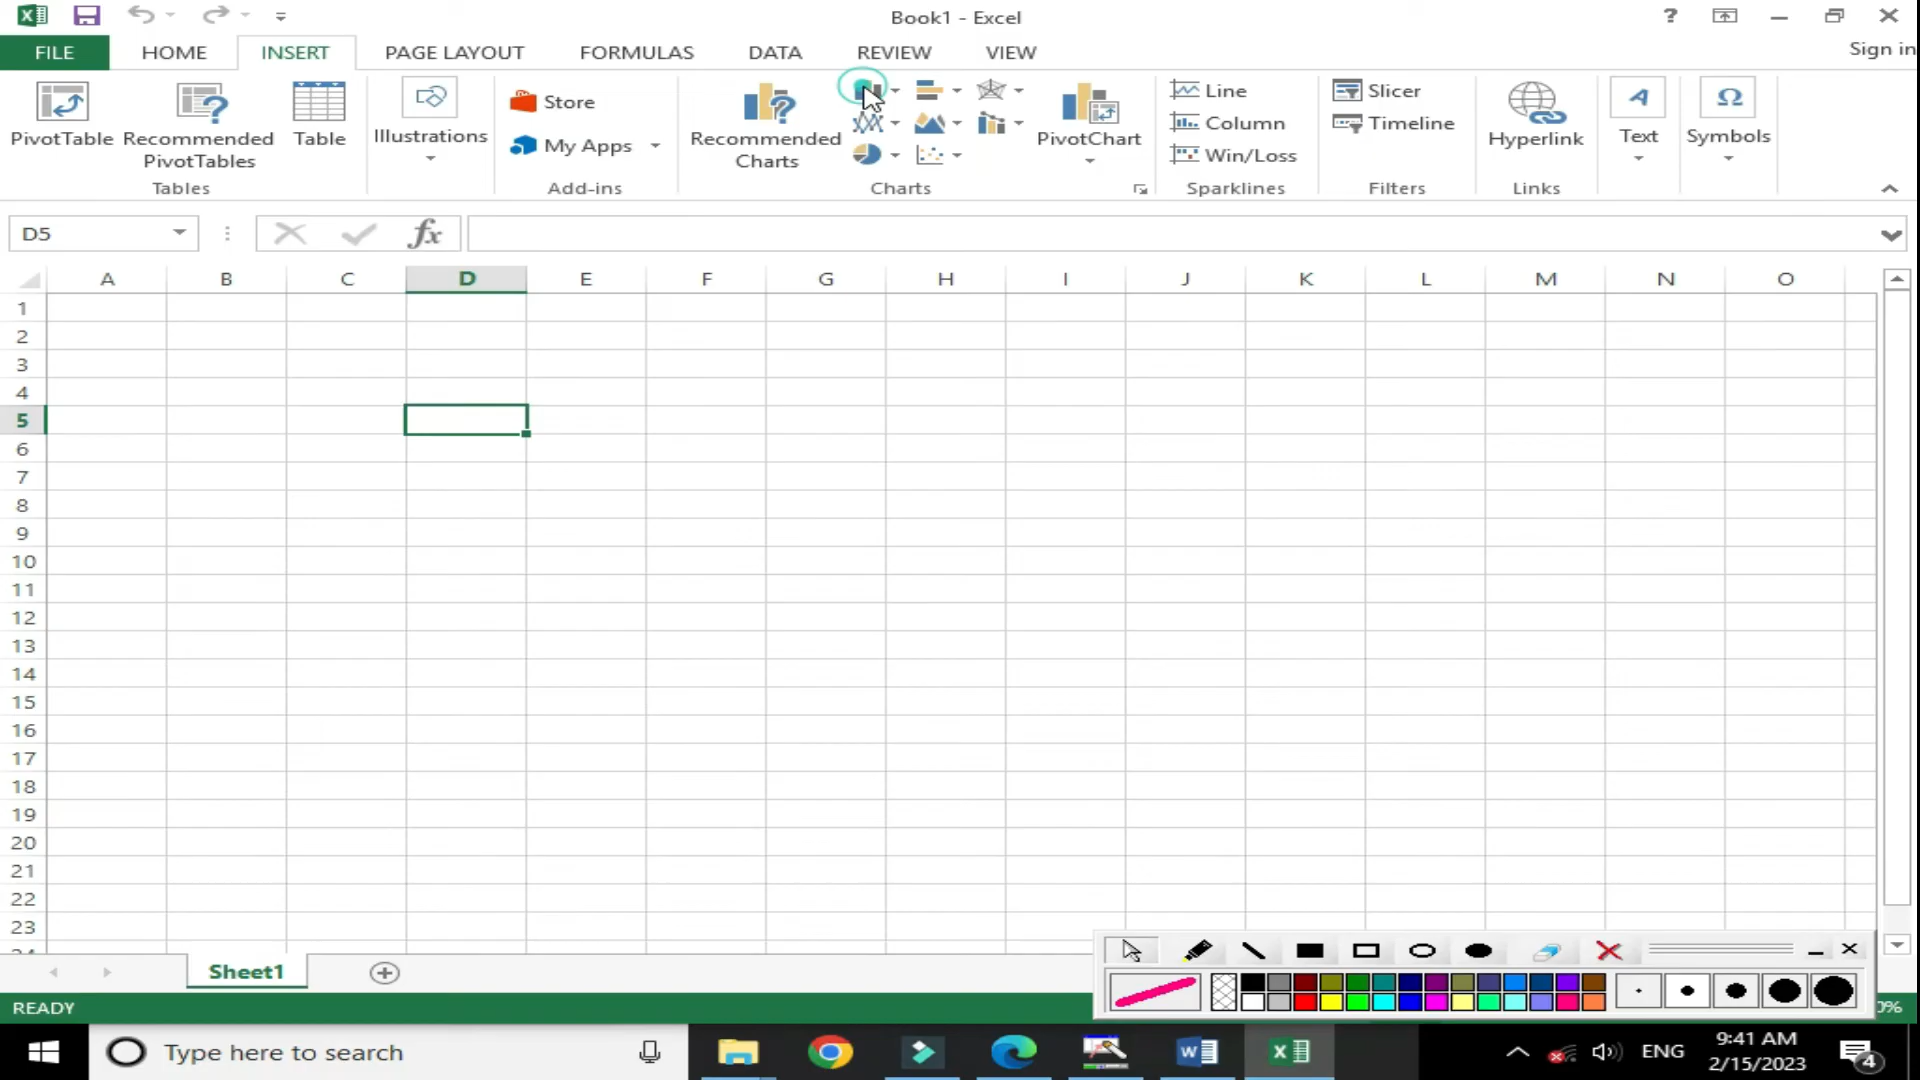 Book1 - Excel
?
Sign in
FILE HOME INSERT PAGE LAYOUT FORMULAS DATA REVIEW VIEW
PivotTable
Recommended
PivotTables
Table
Tables
Illustrations
Store
My Apps
Add-ins
Recommended
Charts
PivotChart
Charts
Line
Column
Win/Loss
Sparklines
Slicer
Timeline
Filters
Hyperlink
Links
A
Text
Ω
Symbols
D5
fx
A B C D E F G H I J K L M N O
1
2
3
4
5
6
7
8
9
10
11
12
13
14
15
16
17
18
19
20
21
22
23
Sheet1
READY
0%
Type here to search
ENG
9:41 AM
2/15/2023
4